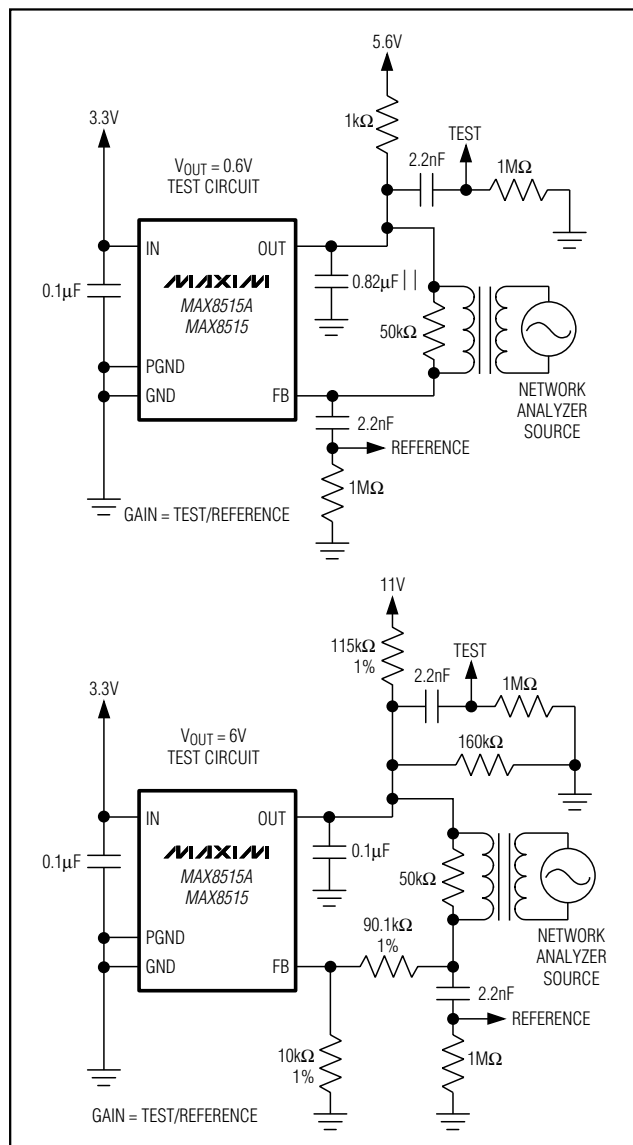 5.6V
3.3V
1kΩ
TEST
VOUT = 0.6V
TEST CIRCUIT
2.2nF
1MΩ
IN
OUT
0.1µF
MAXIM
MAX8515A
MAX8515
0.82µF ||
50kΩ
PGND
GND
FB
NETWORK
ANALYZER
SOURCE
2.2nF
REFERENCE
1MΩ
GAIN = TEST/REFERENCE
11V
115kΩ
1%
TEST
3.3V
2.2nF
1MΩ
VOUT = 6V
TEST CIRCUIT
160kΩ
IN
OUT
0.1µF
MAXIM
MAX8515A
MAX8515
0.1µF
50kΩ
90.1kΩ
1%
NETWORK
ANALYZER
SOURCE
PGND
GND
FB
2.2nF
REFERENCE
10kΩ
1%
1MΩ
GAIN = TEST/REFERENCE